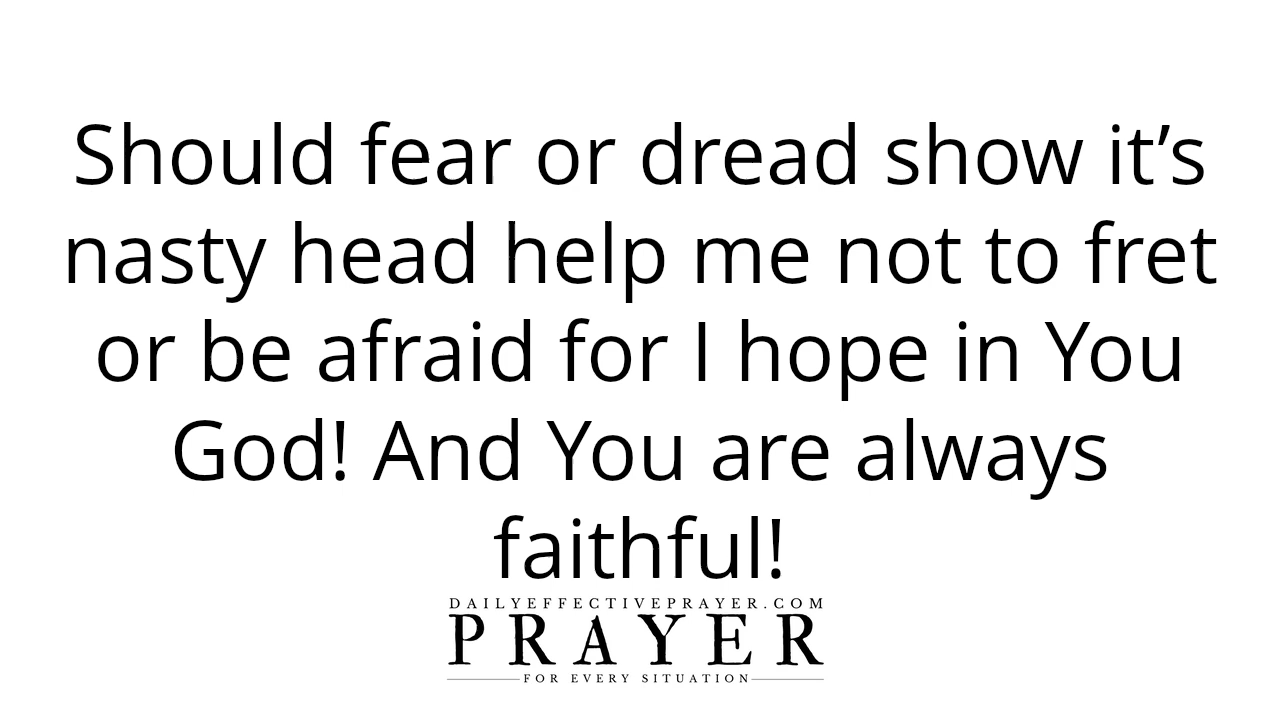 Should fear or dread show it’s
nasty head help me not to fret
or be afraid for I hope in You
God! And You are always
faithful!
DAILYEFFECTIVEPRAYER.COM
PRAYER
FOR EVERY SITUATION